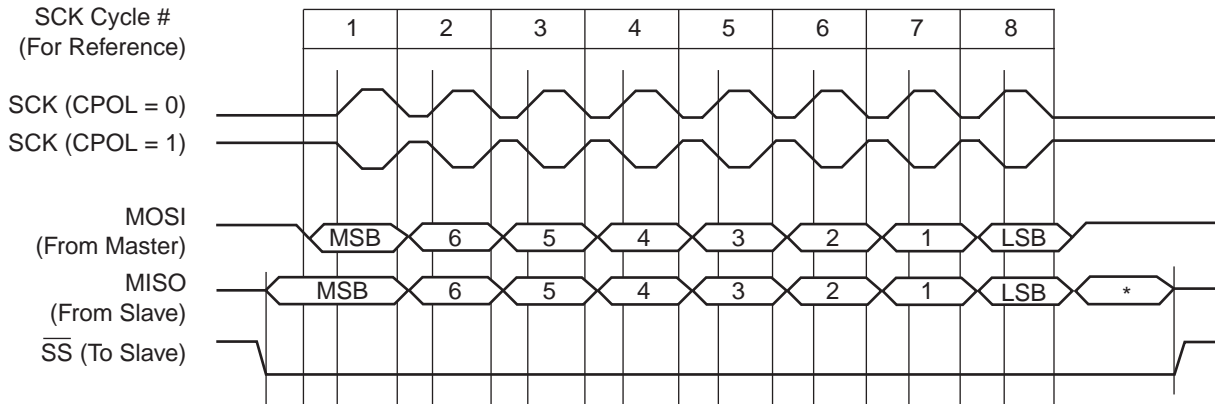 SCK Cycle #
(For Reference)
1 2 3 4 5 6 7 8
SCK (CPOL = 0)
SCK (CPOL = 1)
MOSI
(From Master)
MSB 6 5 4 3 2 1 LSB
MISO
(From Slave)
MSB 6 5 4 3 2 1 LSB *
SS (To Slave)